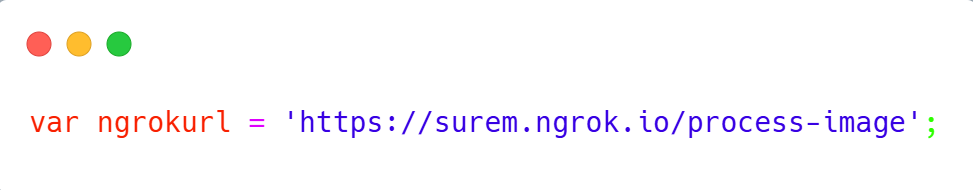 var ngrokurl = 'https://surem.ngrok.io/process-image';